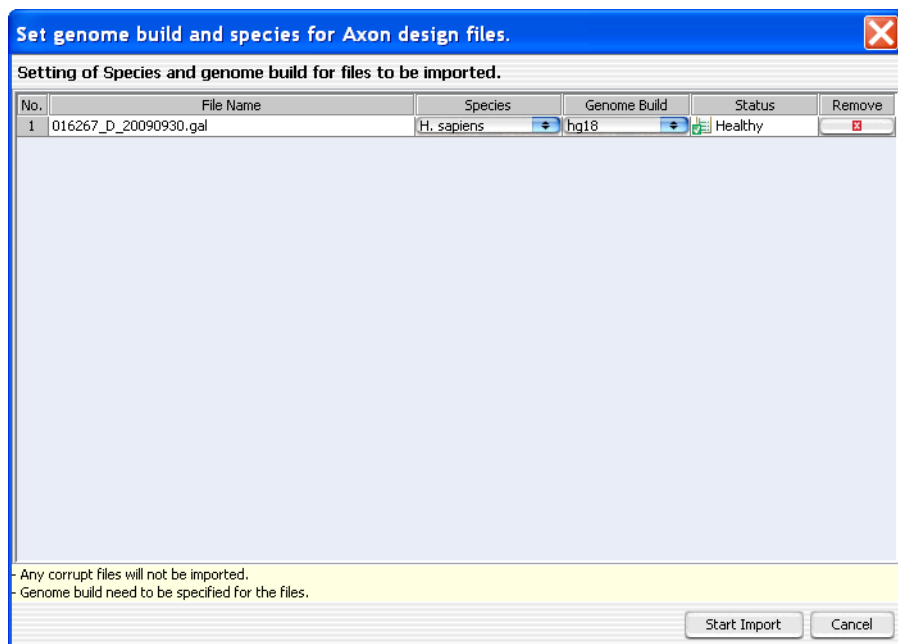 Set genome build and species for Axon design files.
Setting of Species and genome build for files to be imported.
No. File Name Species Genome Build Status Remove
1 016267_D_20090930.gal H. sapiens hg18 Healthy
- Any corrupt files will not be imported.
- Genome build need to be specified for the files.
Start Import Cancel